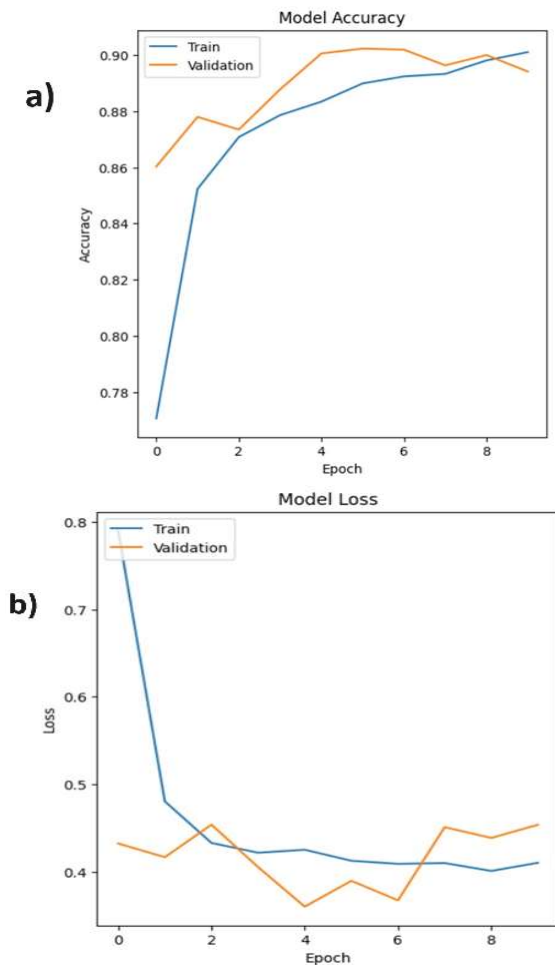 a)
Model Accuracy
Train
Validation
0.90
0.88
0.86
0.84
0.82
0.80
0.78
Accuracy
0 2 4 6 8
Epoch
b)
Model Loss
Train
Validation
0.8
0.7
0.6
0.5
0.4
Loss
0 2 4 6 8
Epoch